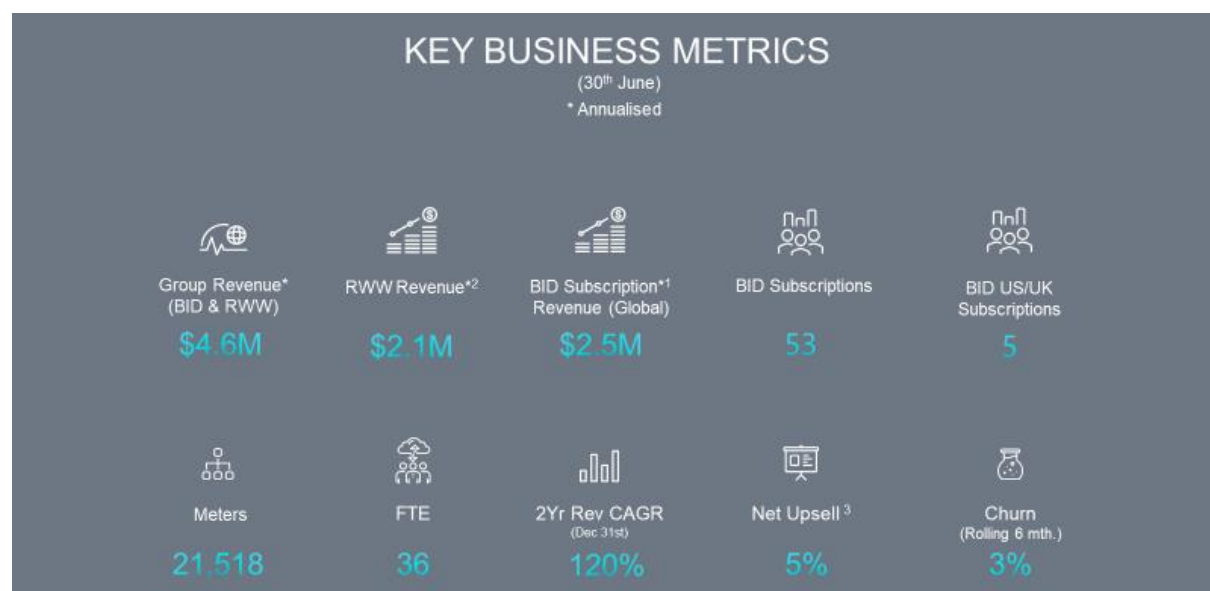 KEY BUSINESS METRICS
(30th June)
* Annualised
Group Revenue*
(BID & RWW)
$4.6M
RWW Revenue*2
$2.1M
BID Subscription*1
Revenue (Global)
$2.5M
BID Subscriptions
53
BID US/UK
Subscriptions
5
Meters
21,518
FTE
36
2Yr Rev CAGR
(Dec 31st)
120%
Net Upsell 3
5%
Churn
(Rolling 6 mth.)
3%